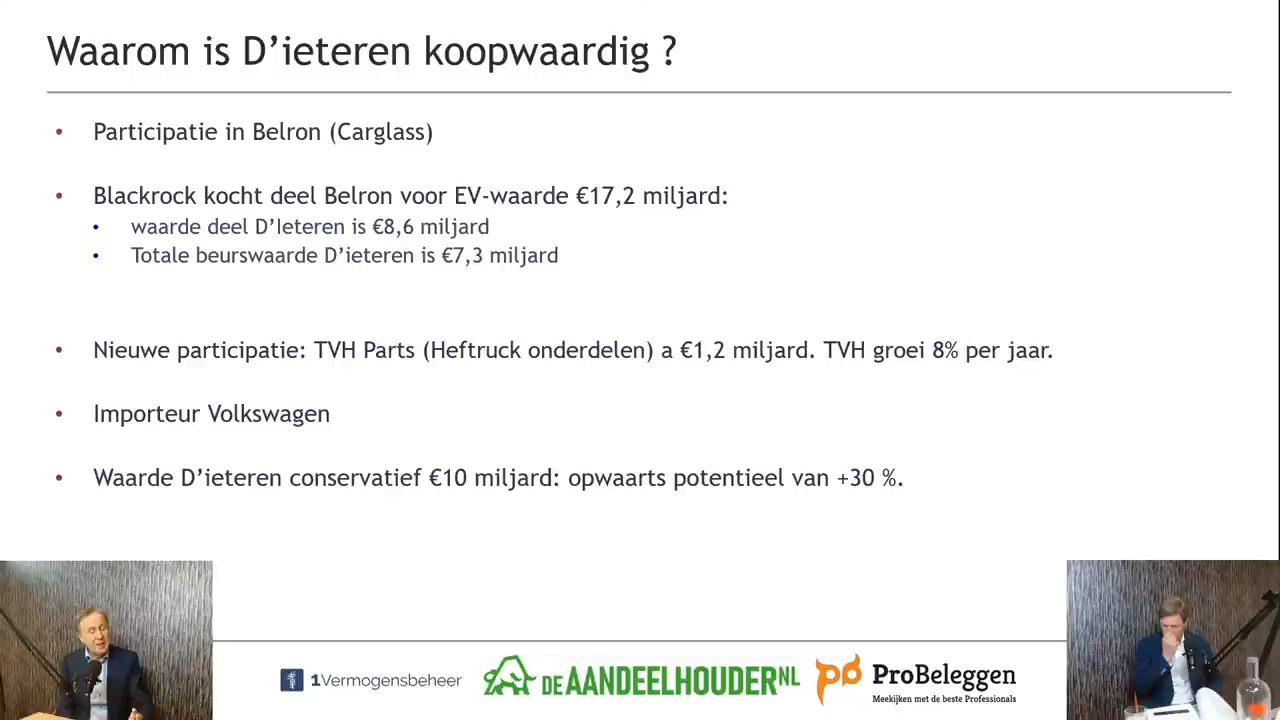 Waarom is D’ieteren koopwaardig ?
• Participatie in Belron (Carglass)
• Blackrock kocht deel Belron voor EV-waarde €17,2 miljard:
• waarde deel D’Ieteren is €8,6 miljard
• Totale beurswaarde D’ieteren is €7,3 miljard
• Nieuwe participatie: TVH Parts (Heftruck onderdelen) a €1,2 miljard. TVH groei 8% per jaar.
• Importeur Volkswagen
• Waarde D’ieteren conservatief €10 miljard: opwaarts potentieel van +30 %.
1Vermogensbeheer
DE AANDEELHOUDER NL
ProBeleggen
Meekijken met de beste Professionals